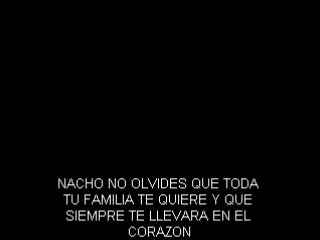 NACHO NO OLVIDES QUE TODA
TU FAMILIA TE QUIERE Y QUE
SIEMPRE TE LLEVARA EN EL
CORAZON